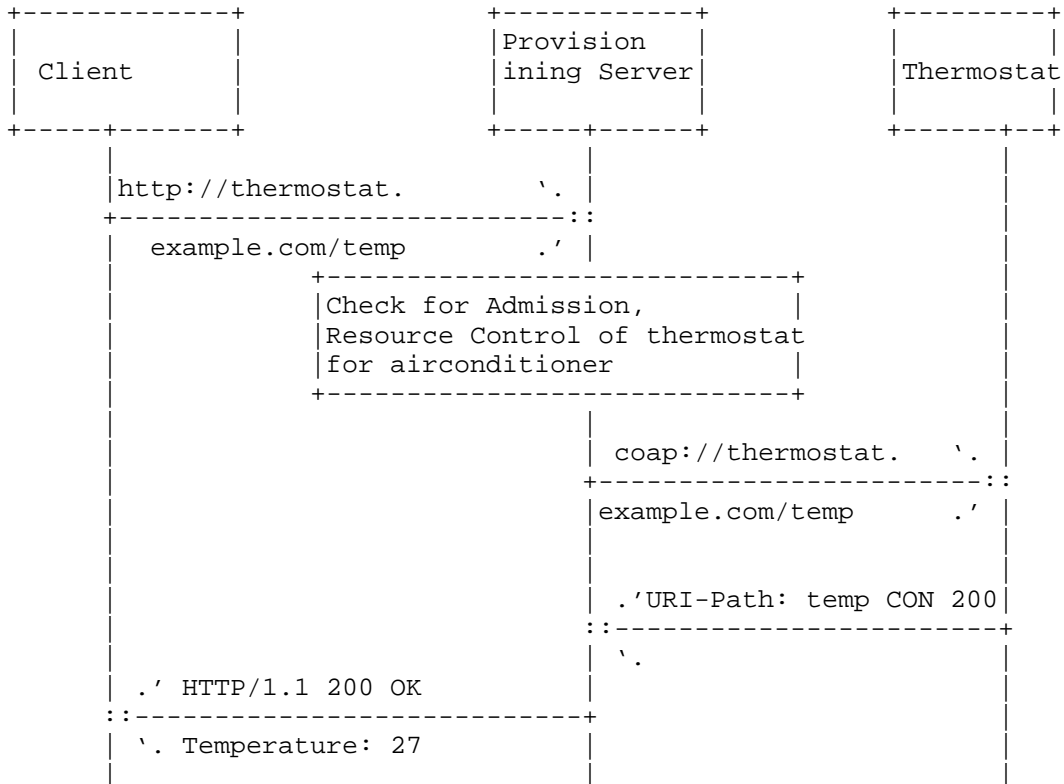 Provision
Client ining Server Thermostat
http://thermostat.
example.com/temp
Check for Admission,
Resource Control of thermostat
for airconditioner
coap://thermostat.
example.com/temp
URI-Path: temp CON 200
HTTP/1.1 200 OK
Temperature: 27